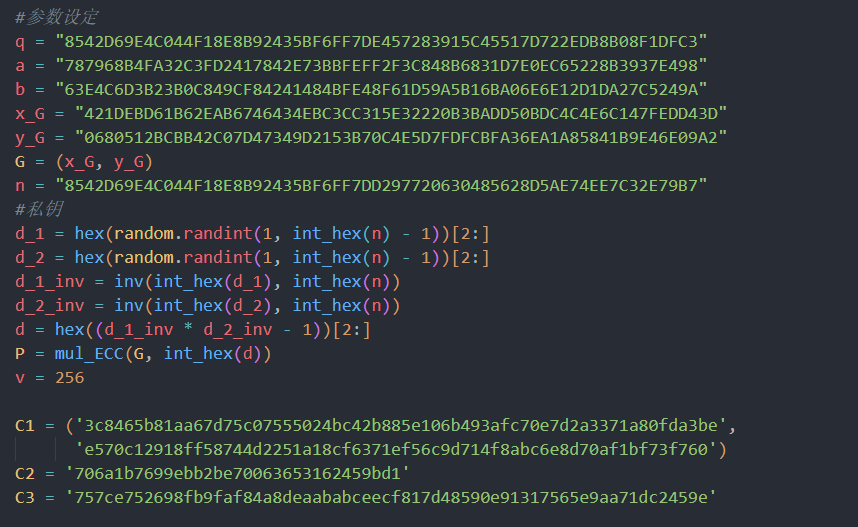 #参数设定
q = "8542D69E4C044F18E8B92435BF6FF7DE457283915C45517D722EDB8B08F1DFC3"
a = "787968B4FA32C3FD2417842E73BBFEFF2F3C848B6831D7E0EC65228B3937E498"
b = "63E4C6D3B23B0C849CF84241484BFE48F61D59A5B16BA06E6E12D1DA27C5249A"
x_G = "421DEBD61B62EAB6746434EBC3CC315E32220B3BADD50BDC4C4E6C147FEDD43D"
y_G = "0680512BCBB42C07D47349D2153B70C4E5D7FDFCBFA36EA1A85841B9E46E09A2"
G = (x_G, y_G)
n = "8542D69E4C044F18E8B92435BF6FF7DD297720630485628D5AE74EE7C32E79B7"
#私钥
d_1 = hex(random.randint(1, int_hex(n) - 1))[2:]
d_2 = hex(random.randint(1, int_hex(n) - 1))[2:]
d_1_inv = inv(int_hex(d_1), int_hex(n))
d_2_inv = inv(int_hex(d_2), int_hex(n))
d = hex((d_1_inv * d_2_inv - 1))[2:]
P = mul_ECC(G, int_hex(d))
v = 256
C1 = ('3c8465b81aa67d75c07555024bc42b885e106b493afc70e7d2a3371a80fda3be',
'e570c12918ff58744d2251a18cf6371ef56c9d714f8abc6e8d70af1bf73f760')
C2 = '706a1b7699ebb2be70063653162459bd1'
C3 = '757ce752698fb9faf84a8deaababceecf817d48590e91317565e9aa71dc2459e'